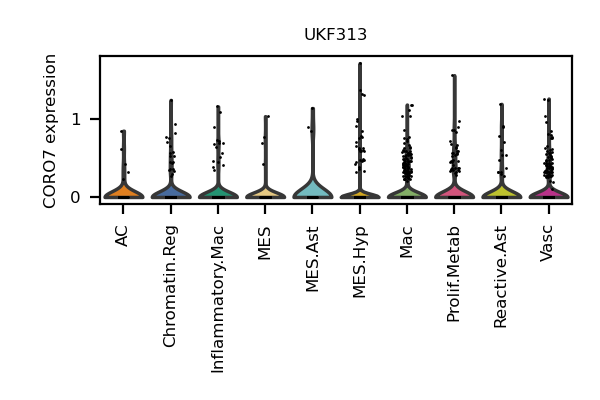 UKF313
CORO7 expression
1
0
AC
Chromatin.Reg
Inflammatory.Mac
MES
MES.Ast
MES.Hyp
Mac
Prolif.Metab
Reactive.Ast
Vasc